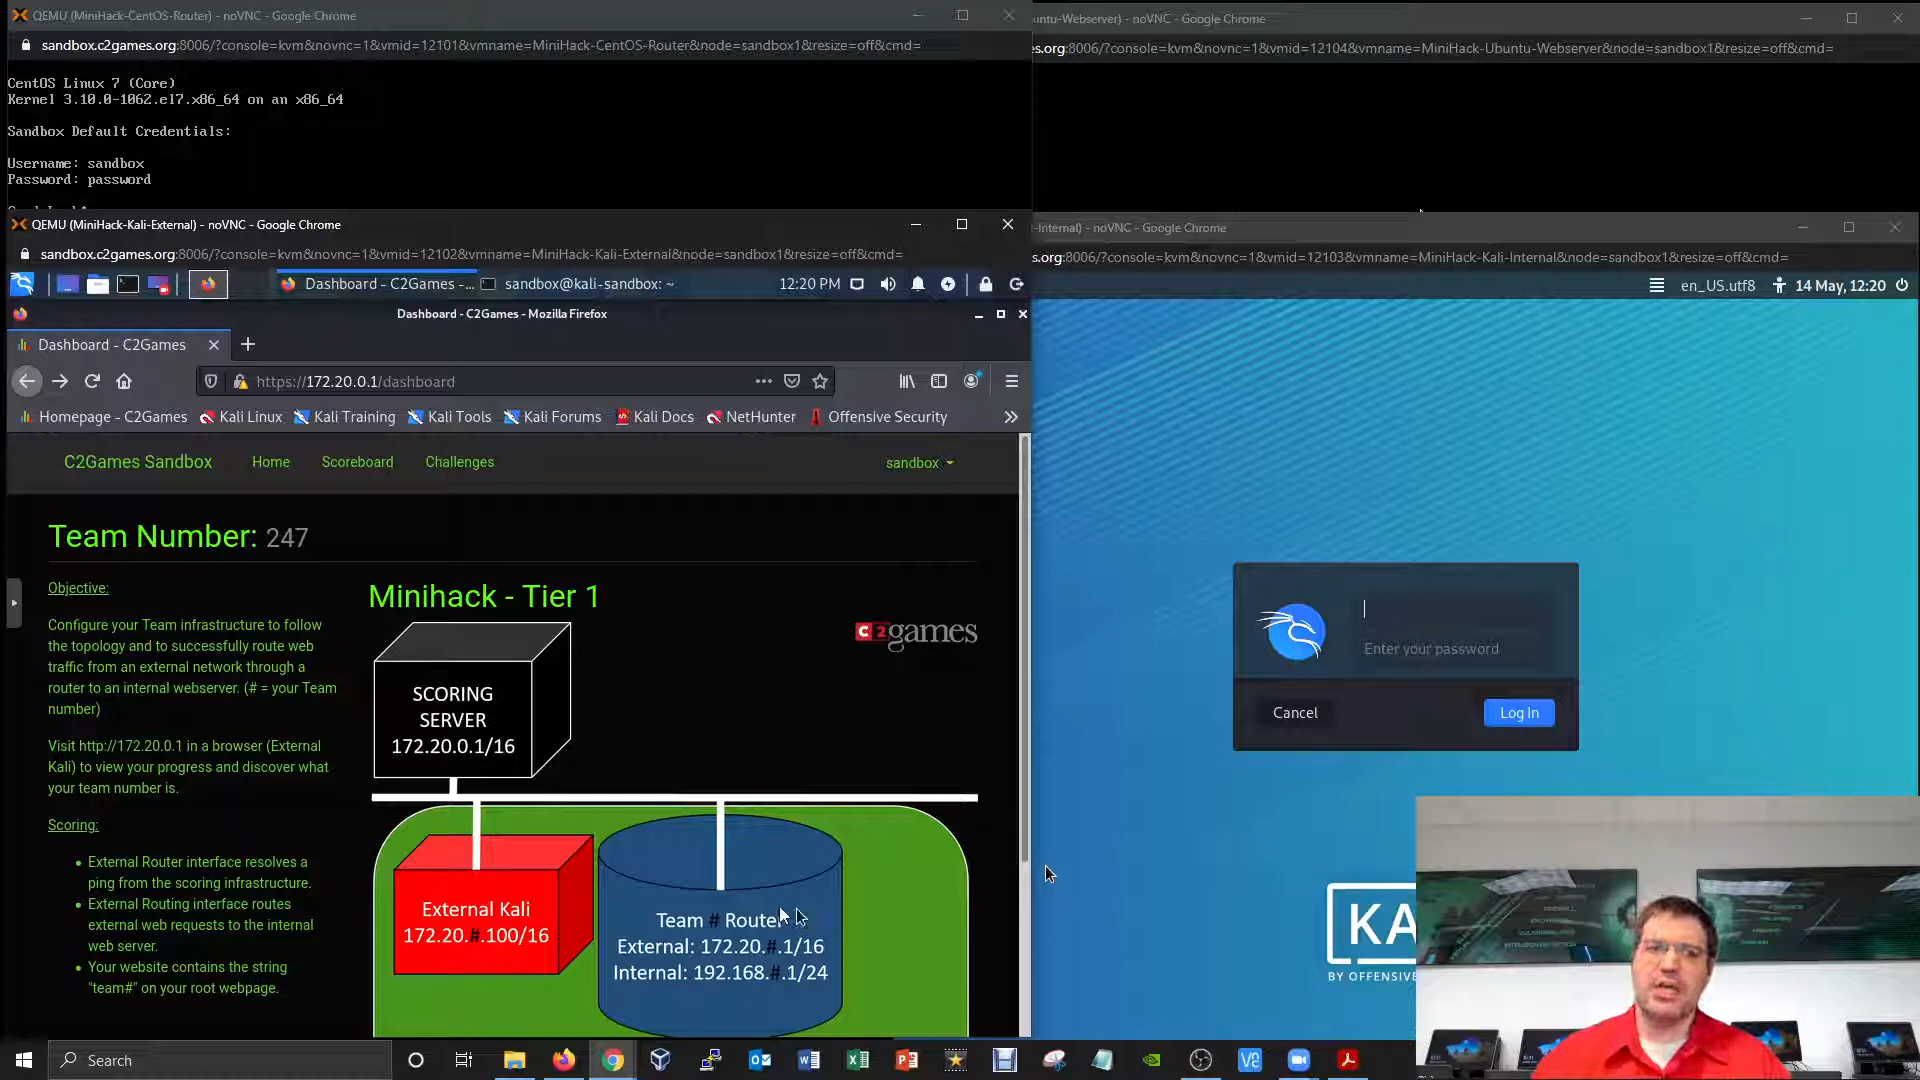 QEMU (MiniHack-CentOS-Router) - noVNC - Google Chrome
sandbox.c2games.org:8006/?console=kvm&novnc=1&vmid=12101&vmname=MiniHack-CentOS-Router&node=sandbox1&resize=off&cmd=
CentOS Linux 7 (Core)
Kernel 3.10.0-1062.el7.x86_64 on an x86_64
Sandbox Default Credentials:
Username: sandbox
Password: password
untu-Webserver) - noVNC - Google Chrome
es.org:8006/?console=kvm&novnc=1&vmid=12104&vmname=MiniHack-Ubuntu-Webserver&node=sandbox1&resize=off&cmd=
QEMU (MiniHack-Kali-External) - noVNC - Google Chrome
sandbox.c2games.org:8006/?console=kvm&novnc=1&vmid=12102&vmname=MiniHack-Kali-External&node=sandbox1&resize=off&cmd=
Dashboard - C2Games -...
sandbox@kali-sandbox: ~
12:20 PM
Dashboard - C2Games - Mozilla Firefox
Dashboard - C2Games
https://172.20.0.1/dashboard
Homepage - C2Games
Kali Linux
Kali Training
Kali Tools
Kali Forums
Kali Docs
NetHunter
Offensive Security
C2Games Sandbox
Home
Scoreboard
Challenges
sandbox
Team Number: 247
Objective:
Configure your Team infrastructure to follow
the topology and to successfully route web
traffic from an external network through a
router to an internal webserver. (# = your Team
number)
Visit http://172.20.0.1 in a browser (External
Kali) to view your progress and discover what
your team number is.
Scoring:
External Router interface resolves a
ping from the scoring infrastructure.
External Routing interface routes
external web requests to the internal
web server.
Your website contains the string
"team#" on your root webpage.
Minihack - Tier 1
c2games
SCORING
SERVER
172.20.0.1/16
External Kali
172.20.#.100/16
Team # Router
External: 172.20.#.1/16
Internal: 192.168.#.1/24
-Internal) - noVNC - Google Chrome
es.org:8006/?console=kvm&novnc=1&vmid=12103&vmname=MiniHack-Kali-Internal&node=sandbox1&resize=off&cmd=
en_US.utf8
14 May, 12:20
Enter your password
Cancel
Log In
KA
BY OFFENSIVE
Search